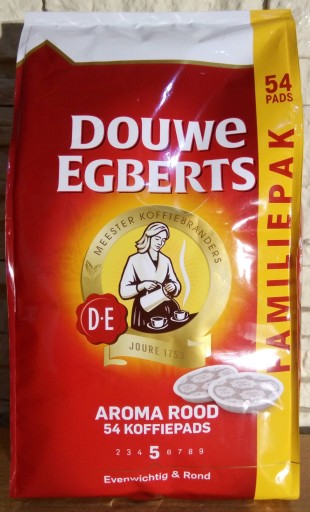 54
PADS
DOUWE
EGBERTS
FAMILIEPAK
MEESTER KOFFIEBRANDERS
D·E
JOURE 1753
AROMA ROOD
54 KOFFIEPADS
2 3 4 5 6 7 8 9
Evenwichtig & Rond